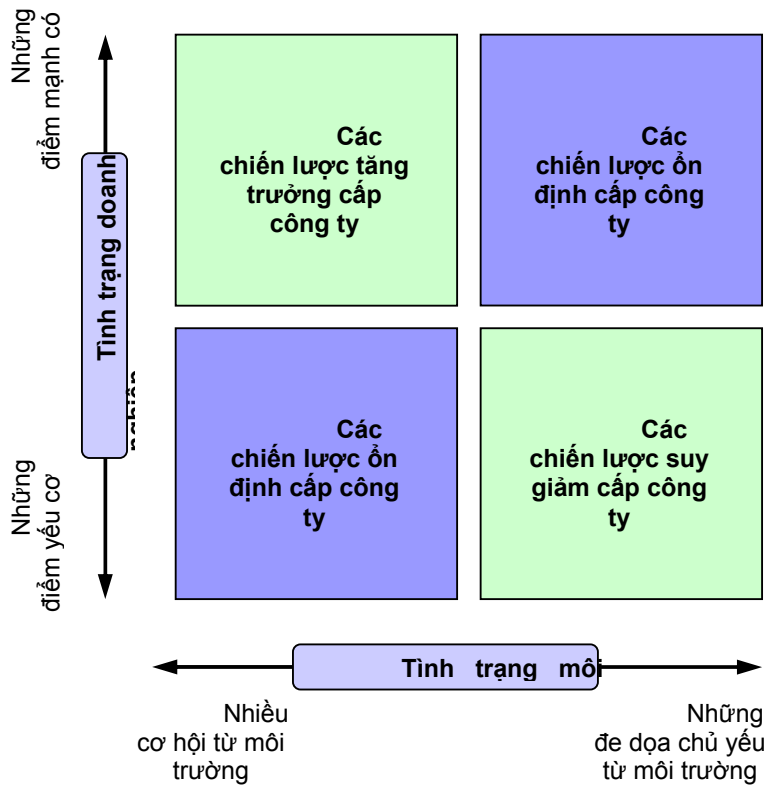 Những
điểm mạnh có
Các
chiến lược tăng
trưởng cấp
công ty
Các
chiến lược ổn
định cấp công
ty
Tình trạng doanh
nghiệp
Các
chiến lược ổn
định cấp công
ty
Các
chiến lược suy
giảm cấp công
ty
Những
điểm yếu cơ
Tình trạng môi
Nhiều
cơ hội từ môi
trường
Những
đe dọa chủ yếu
từ môi trường